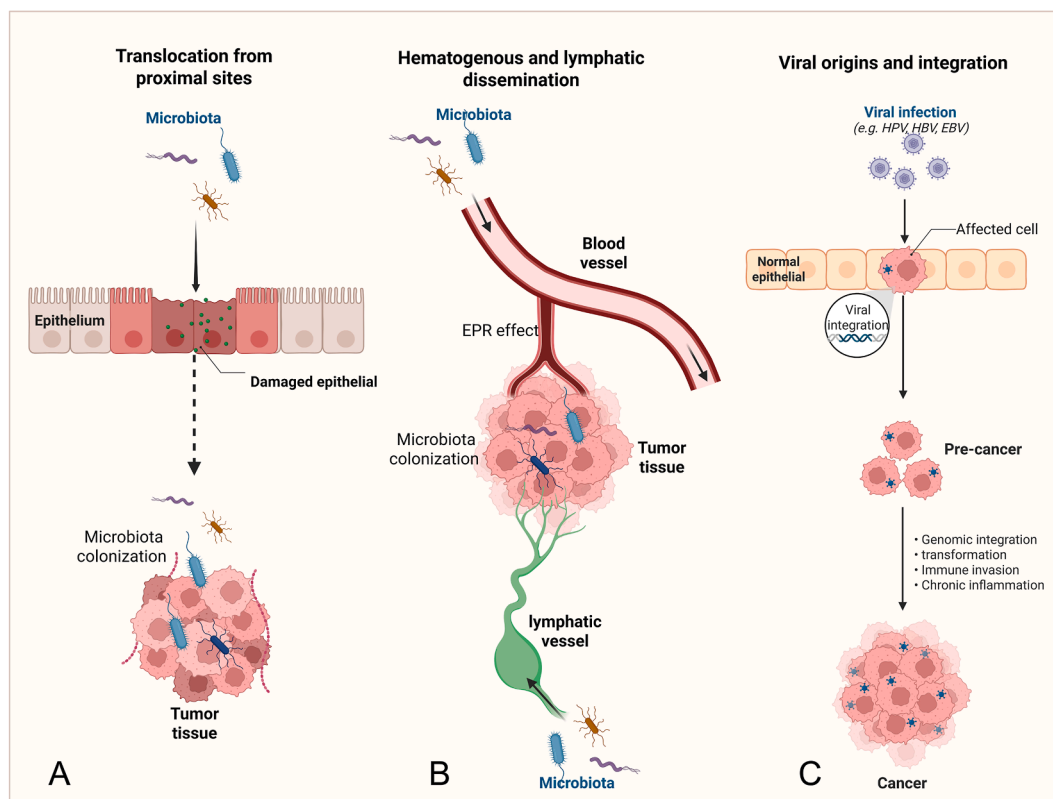 Translocation from
proximal sites
Microbiota
Epithelium
Damaged epithelial
Microbiota
colonization
Tumor
tissue
A
Hematogenous and lymphatic
dissemination
Microbiota
Blood
vessel
EPR effect
Microbiota
colonization
Tumor
tissue
lymphatic
vessel
Microbiota
B
Viral origins and integration
Viral infection
(e.g. HPV, HBV, EBV)
Affected cell
Normal
epithelial
Viral
integration
Pre-cancer
• Genomic integration
• transformation
• Immune invasion
• Chronic inflammation
Cancer
C